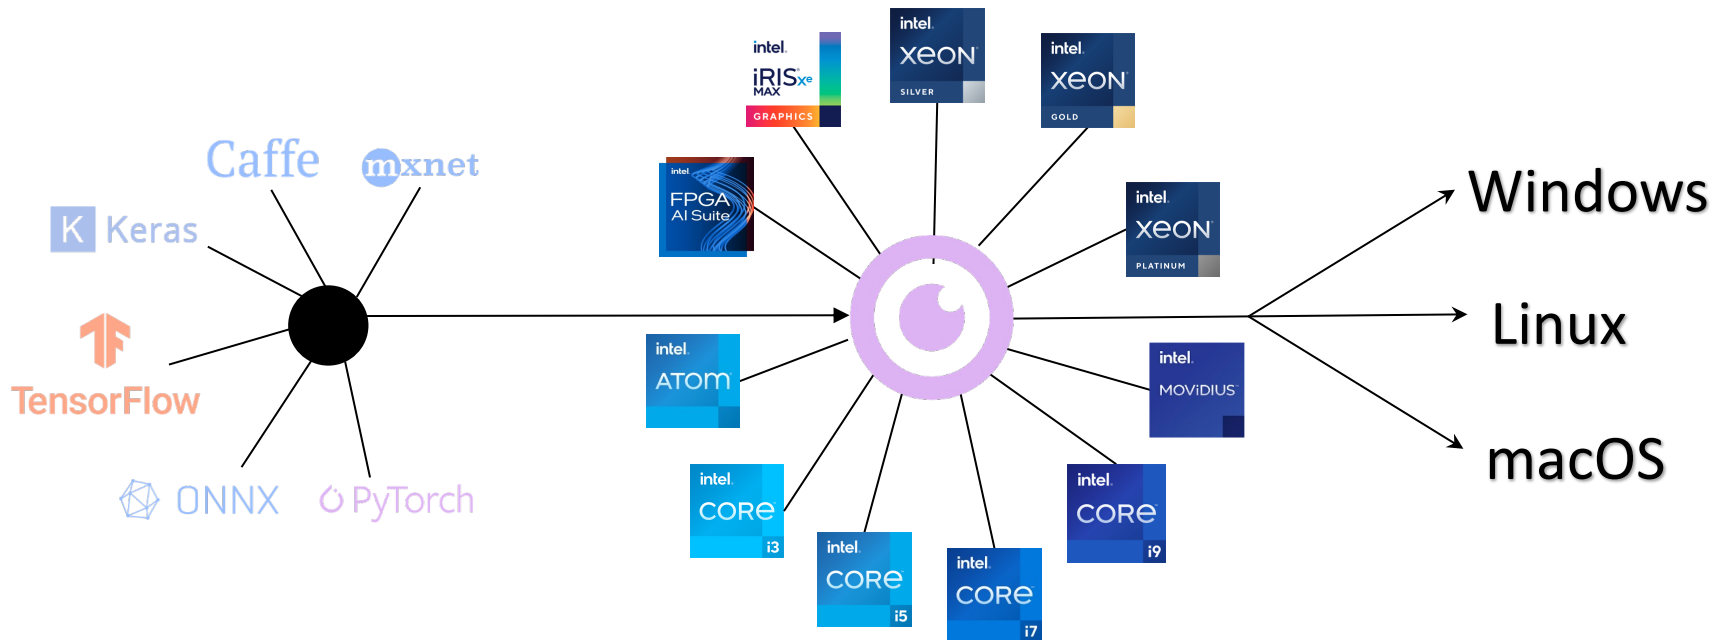 Caffe
mxnet
K Keras
TensorFlow
ONNX
PyTorch
intel.
iRIS Xe
MAX
GRAPHICS
intel.
XEON
SILVER
intel.
XEON
GOLD
intel.
FPGA
AI Suite
intel.
XEON
PLATINUM
intel.
ATOM
intel.
MOVIDIUS
intel.
CORE
i3
intel.
CORE
i5
intel.
CORE
i7
intel.
CORE
i9
Windows
Linux
macOS